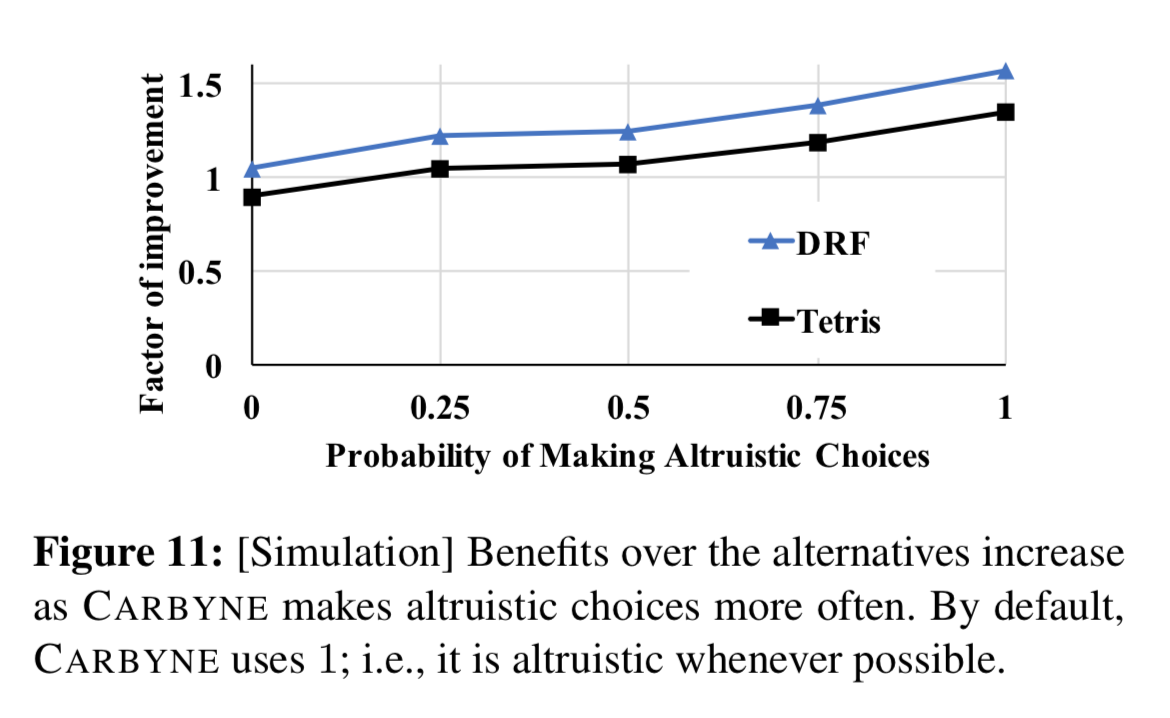 Factor of improvement
1.5
1
0.5
0
DRF
Tetris
0 0.25 0.5 0.75 1
Probability of Making Altruistic Choices
Figure 11: [Simulation] Benefits over the alternatives increase
as CARBYNE makes altruistic choices more often. By default,
CARBYNE uses 1; i.e., it is altruistic whenever possible.